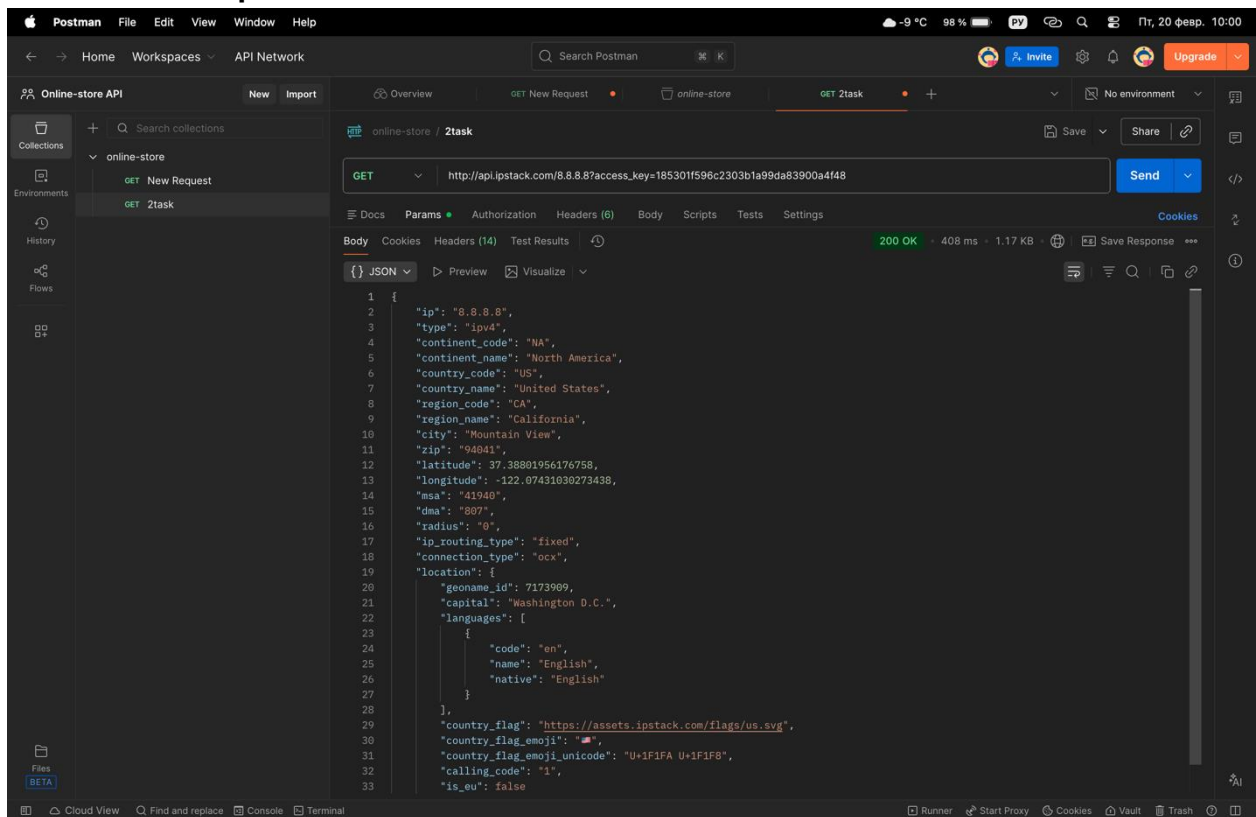 Postman File Edit View Window Help -9 °C 98 % РУ Пт, 20 февр. 10:00
Home Workspaces API Network Search Postman ⌘ K Invite Upgrade
Online-store API New Import Overview GET New Request online-store GET 2task No environment
Collections Search collections online-store / 2task Save Share
online-store
GET New Request GET http://api.ipstack.com/8.8.8.8?access_key=185301f596c2303b1a99da83900a4f48 Send
Environments GET 2task
Docs Params Authorization Headers (6) Body Scripts Tests Settings Cookies
History Body Cookies Headers (14) Test Results 200 OK 408 ms 1.17 KB Save Response
Flows {} JSON Preview Visualize
1 {
2 "ip": "8.8.8.8",
3 "type": "ipv4",
4 "continent_code": "NA",
5 "continent_name": "North America",
6 "country_code": "US",
7 "country_name": "United States",
8 "region_code": "CA",
9 "region_name": "California",
10 "city": "Mountain View",
11 "zip": "94041",
12 "latitude": 37.38801956176758,
13 "longitude": -122.07431030273438,
14 "msa": "41940",
15 "dma": "807",
16 "radius": "0",
17 "ip_routing_type": "fixed",
18 "connection_type": "ocx",
19 "location": {
20 "geoname_id": 7173909,
21 "capital": "Washington D.C.",
22 "languages": [
23 {
24 "code": "en",
25 "name": "English",
26 "native": "English"
27 }
28 ],
29 "country_flag": "https://assets.ipstack.com/flags/us.svg",
30 "country_flag_emoji": "🇺🇸",
31 "country_flag_emoji_unicode": "U+1F1FA U+1F1F8",
32 "calling_code": "1",
33 "is_eu": false
Files
BETA
AI
Cloud View Find and replace Console Terminal Runner Start Proxy Cookies Vault Trash